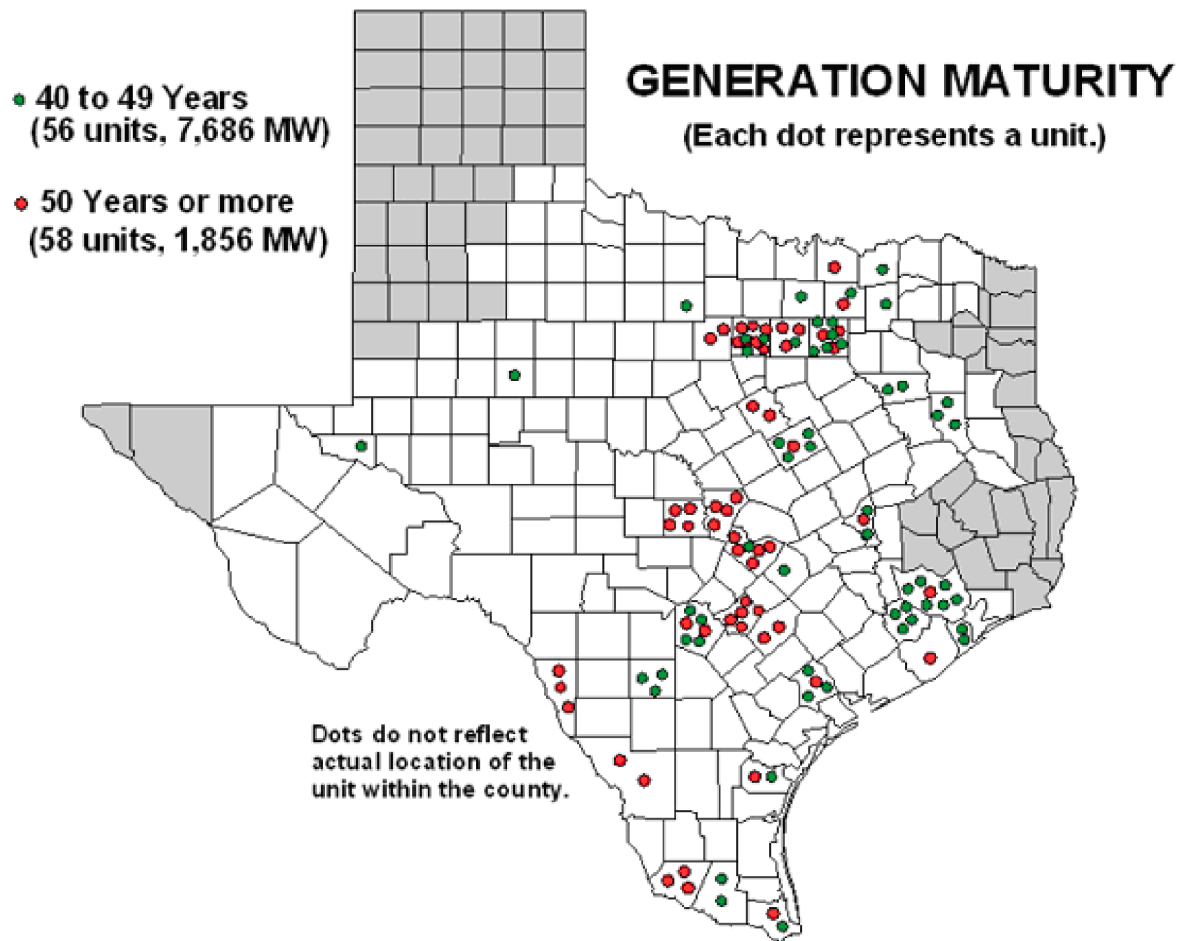 GENERATION MATURITY
(Each dot represents a unit.)
40 to 49 Years
(56 units, 7,686 MW)
50 Years or more
(58 units, 1,856 MW)
Dots do not reflect
actual location of the
unit within the county.